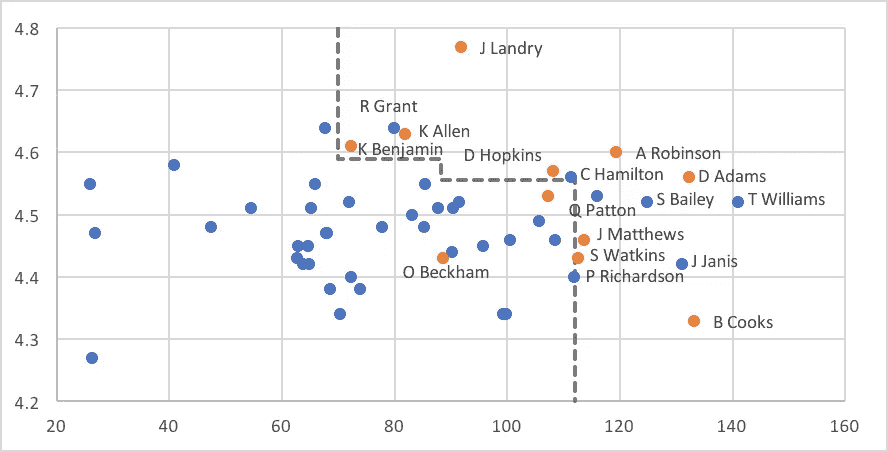 4.8
J Landry
4.7
R Grant
K Allen
4.6
K Benjamin
D Hopkins
A Robinson
C Hamilton
D Adams
S Bailey
T Williams
4.5
Q Patton
J Matthews
S Watkins
J Janis
O Beckham
P Richardson
4.4
4.3
B Cooks
4.2
20 40 60 80 100 120 140 160